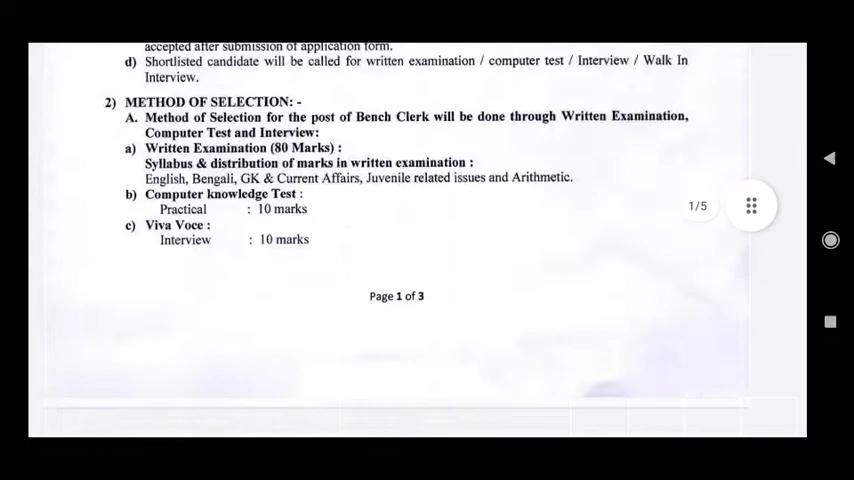 accepted after submission of application form.
d) Shortlisted candidate will be called for written examination / computer test / Interview / Walk In
Interview.
2) METHOD OF SELECTION: -
A. Method of Selection for the post of Bench Clerk will be done through Written Examination,
Computer Test and Interview:
a) Written Examination (80 Marks) :
Syllabus & distribution of marks in written examination :
English, Bengali, GK & Current Affairs, Juvenile related issues and Arithmetic.
b) Computer knowledge Test :
Practical : 10 marks
1/5
c) Viva Voce :
Interview : 10 marks
Page 1 of 3